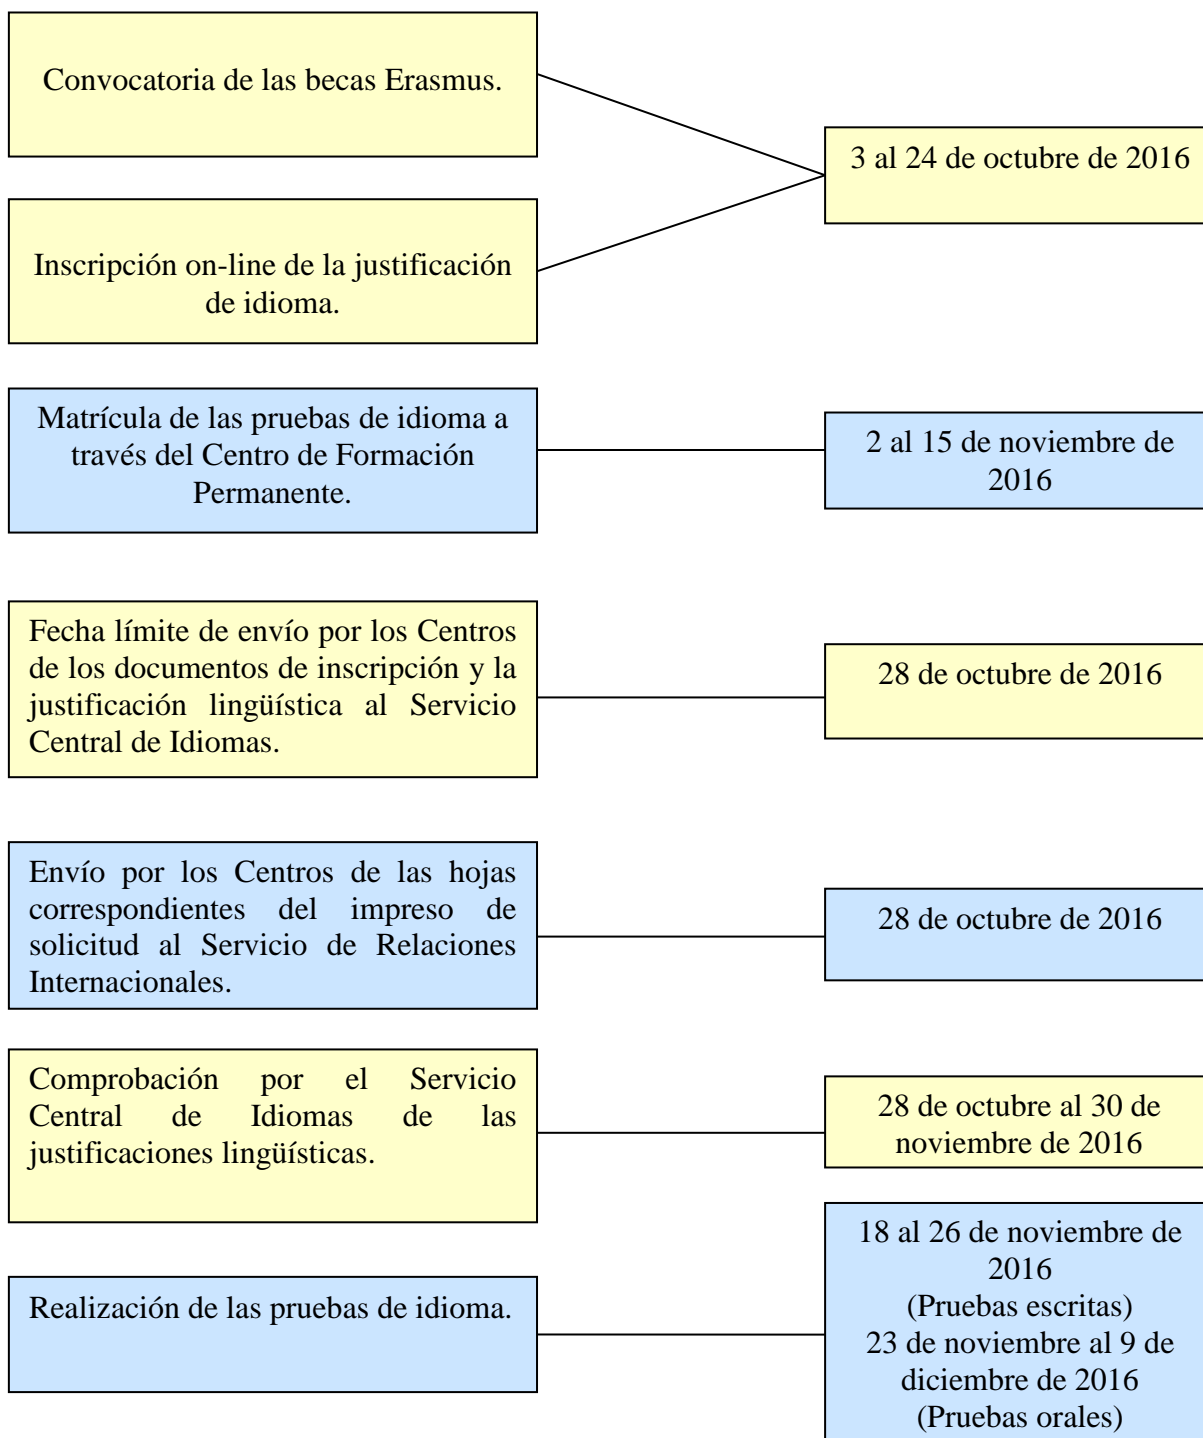 Convocatoria de las becas Erasmus.
3 al 24 de octubre de 2016
Inscripción on-line de la justificación
de idioma.
Matrícula de las pruebas de idioma a
través del Centro de Formación
Permanente.
2 al 15 de noviembre de
2016
Fecha límite de envío por los Centros
de los documentos de inscripción y la
justificación lingüística al Servicio
Central de Idiomas.
28 de octubre de 2016
Envío por los Centros de las hojas
correspondientes del impreso de
solicitud al Servicio de Relaciones
Internacionales.
28 de octubre de 2016
Comprobación por el Servicio
Central de Idiomas de las
justificaciones lingüísticas.
28 de octubre al 30 de
noviembre de 2016
Realización de las pruebas de idioma.
18 al 26 de noviembre de
2016
(Pruebas escritas)
23 de noviembre al 9 de
diciembre de 2016
(Pruebas orales)